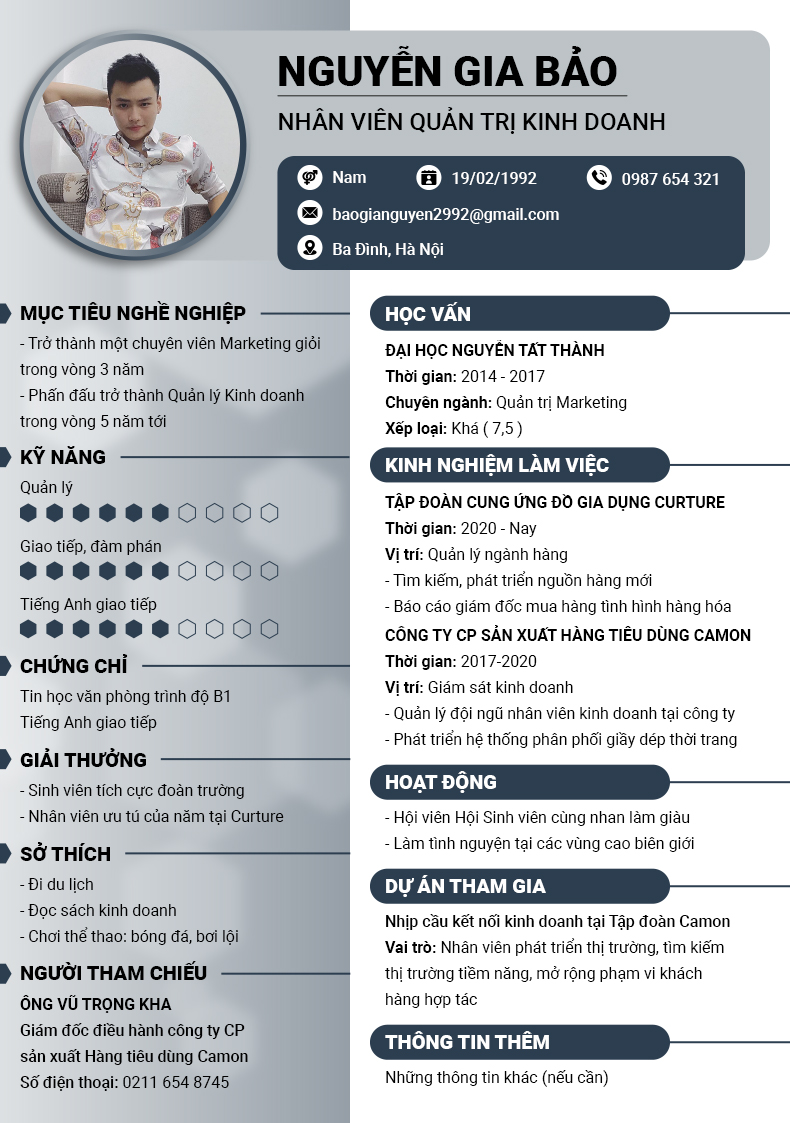 NGUYỄN GIA BẢO
NHÂN VIÊN QUẢN TRỊ KINH DOANH
Nam
19/02/1992
0987 654 321
baogianguyen2992@gmail.com
Ba Đình, Hà Nội
MỤC TIÊU NGHỀ NGHIỆP
- Trở thành một chuyên viên Marketing giỏi
trong vòng 3 năm
- Phấn đấu trở thành Quản lý Kinh doanh
trong vòng 5 năm tới
KỸ NĂNG
Quản lý
Giao tiếp, đàm phán
Tiếng Anh giao tiếp
CHỨNG CHỈ
Tin học văn phòng trình độ B1
Tiếng Anh giao tiếp
GIẢI THƯỞNG
- Sinh viên tích cực đoàn trường
- Nhân viên ưu tú của năm tại Curture
SỞ THÍCH
- Đi du lịch
- Đọc sách kinh doanh
- Chơi thể thao: bóng đá, bơi lội
NGƯỜI THAM CHIẾU
ÔNG VŨ TRỌNG KHA
Giám đốc điều hành công ty CP
sản xuất Hàng tiêu dùng Camon
Số điện thoại: 0211 654 8745
HỌC VẤN
ĐẠI HỌC NGUYỄN TẤT THÀNH
Thời gian: 2014 - 2017
Chuyên ngành: Quản trị Marketing
Xếp loại: Khá ( 7,5 )
KINH NGHIỆM LÀM VIỆC
TẬP ĐOÀN CUNG ỨNG ĐỒ GIA DỤNG CURTURE
Thời gian: 2020 - Nay
Vị trí: Quản lý ngành hàng
- Tìm kiếm, phát triển nguồn hàng mới
- Báo cáo giám đốc mua hàng tình hình hàng hóa
CÔNG TY CP SẢN XUẤT HÀNG TIÊU DÙNG CAMON
Thời gian: 2017-2020
Vị trí: Giám sát kinh doanh
- Quản lý đội ngũ nhân viên kinh doanh tại công ty
- Phát triển hệ thống phân phối giầy dép thời trang
HOẠT ĐỘNG
- Hội viên Hội Sinh viên cùng nhan làm giàu
- Làm tình nguyện tại các vùng cao biên giới
DỰ ÁN THAM GIA
Nhịp cầu kết nối kinh doanh tại Tập đoàn Camon
Vai trò: Nhân viên phát triển thị trường, tìm kiếm
thị trường tiềm năng, mở rộng phạm vi khách
hàng hợp tác
THÔNG TIN THÊM
Những thông tin khác (nếu cần)